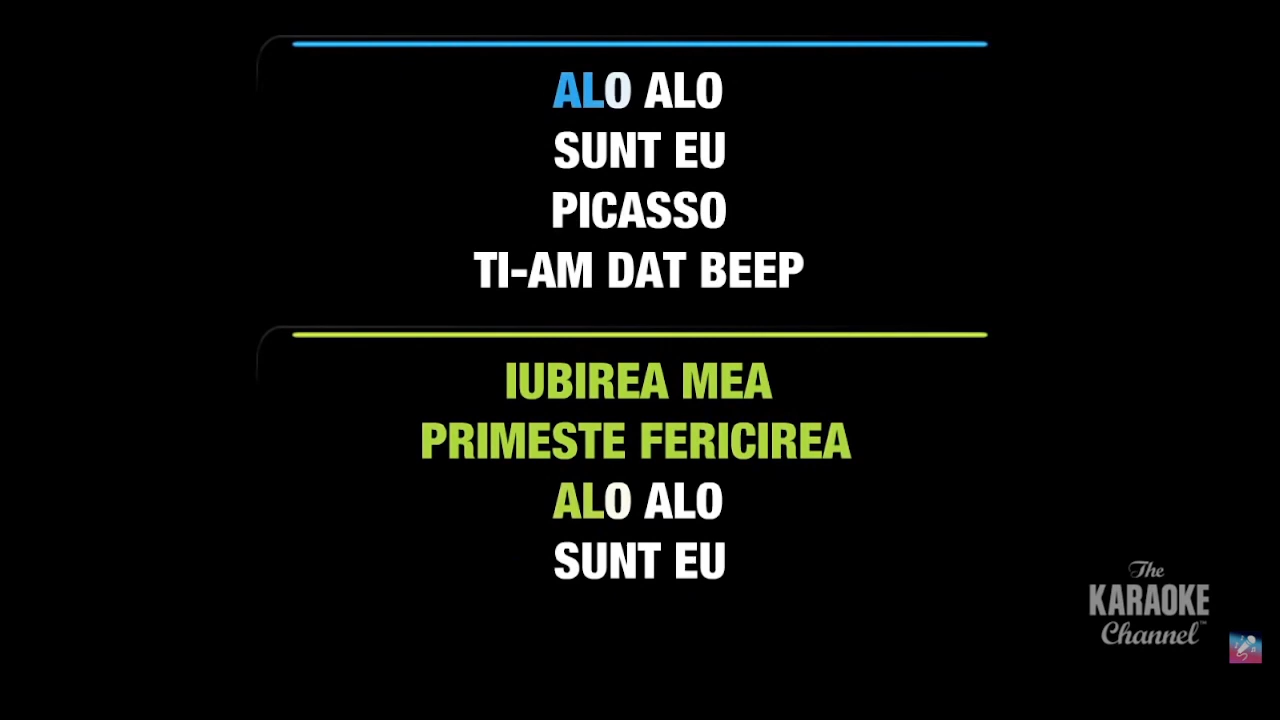 ALO ALO
SUNT EU
PICASSO
TI-AM DAT BEEP
IUBIREA MEA
PRIMESTE FERICIREA
ALO ALO
SUNT EU
The
KARAOKE
Channel™